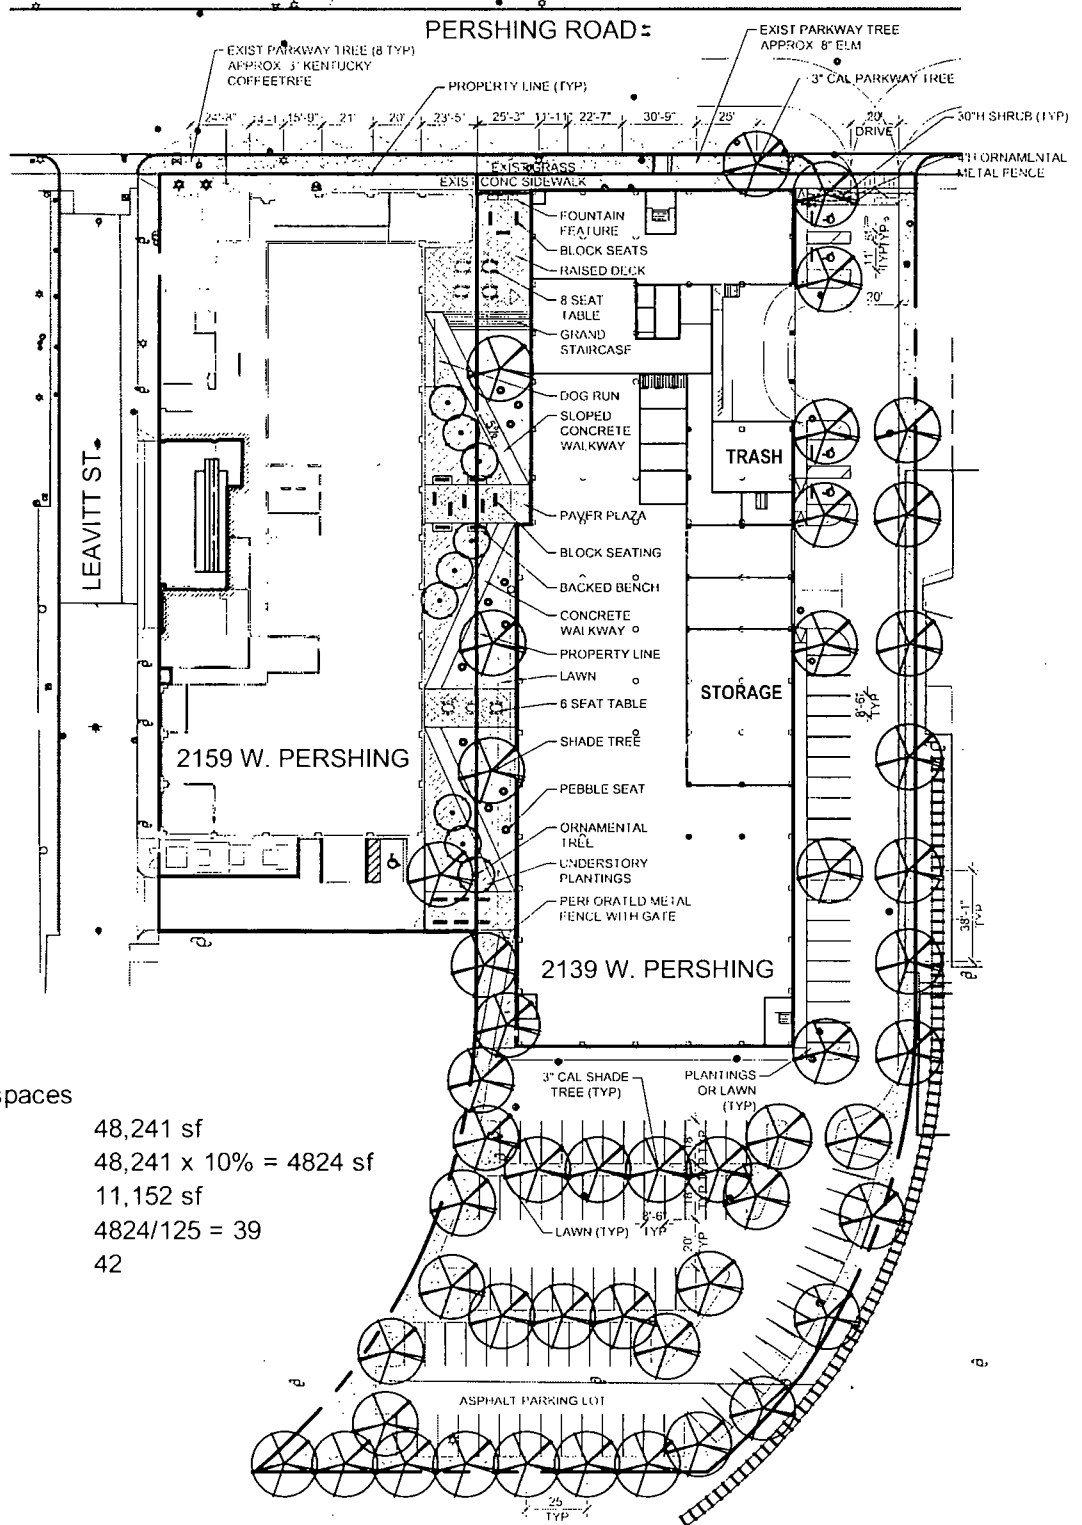 PERSHING ROAD
EXIST PARKWAY TREE (8 TYP)
APPROX 3" KENTUCKY
COFFEETREE
EXIST PARKWAY TREE
APPROX 8" ELM
3" CAL PARKWAY TREE
PROPERTY LINE (TYP)
30"H SHRUB (TYP)
24'-8"
15'-9"
21'
20'
23'-5"
25'-3"
11'-11"
22'-7"
30'-9"
25'
20'
DRIVE
4'H ORNAMENTAL
METAL FENCE
EXIST GRASS
EXIST CONC SIDEWALK
FOUNTAIN
FEATURE
BLOCK SEATS
RAISED DECK
8 SEAT
TABLE
GRAND
STAIRCASE
11'
TYP
20'
DOG RUN
SLOPED
CONCRETE
WALKWAY
5%
TRASH
LEAVITT ST.
PAVER PLAZA
BLOCK SEATING
BACKED BENCH
CONCRETE
WALKWAY
PROPERTY LINE
LAWN
STORAGE
6 SEAT TABLE
8'-6"
TYP
SHADE TREE
2159 W. PERSHING
PEBBLE SEAT
ORNAMENTAL
TREE
UNDERSTORY
PLANTINGS
PERFORATED METAL
FENCE WITH GATE
38'-1"
TYP
2139 W. PERSHING
3" CAL SHADE
TREE (TYP)
PLANTINGS
OR LAWN
(TYP)
spaces
48,241 sf
48,241 x 10% = 4824 sf
11,152 sf
4824/125 = 39
42
18'
TYP
18'
TYP
LAWN (TYP)
8'-6"
TYP
20'
TYP
ASPHALT PARKING LOT
25
TYP